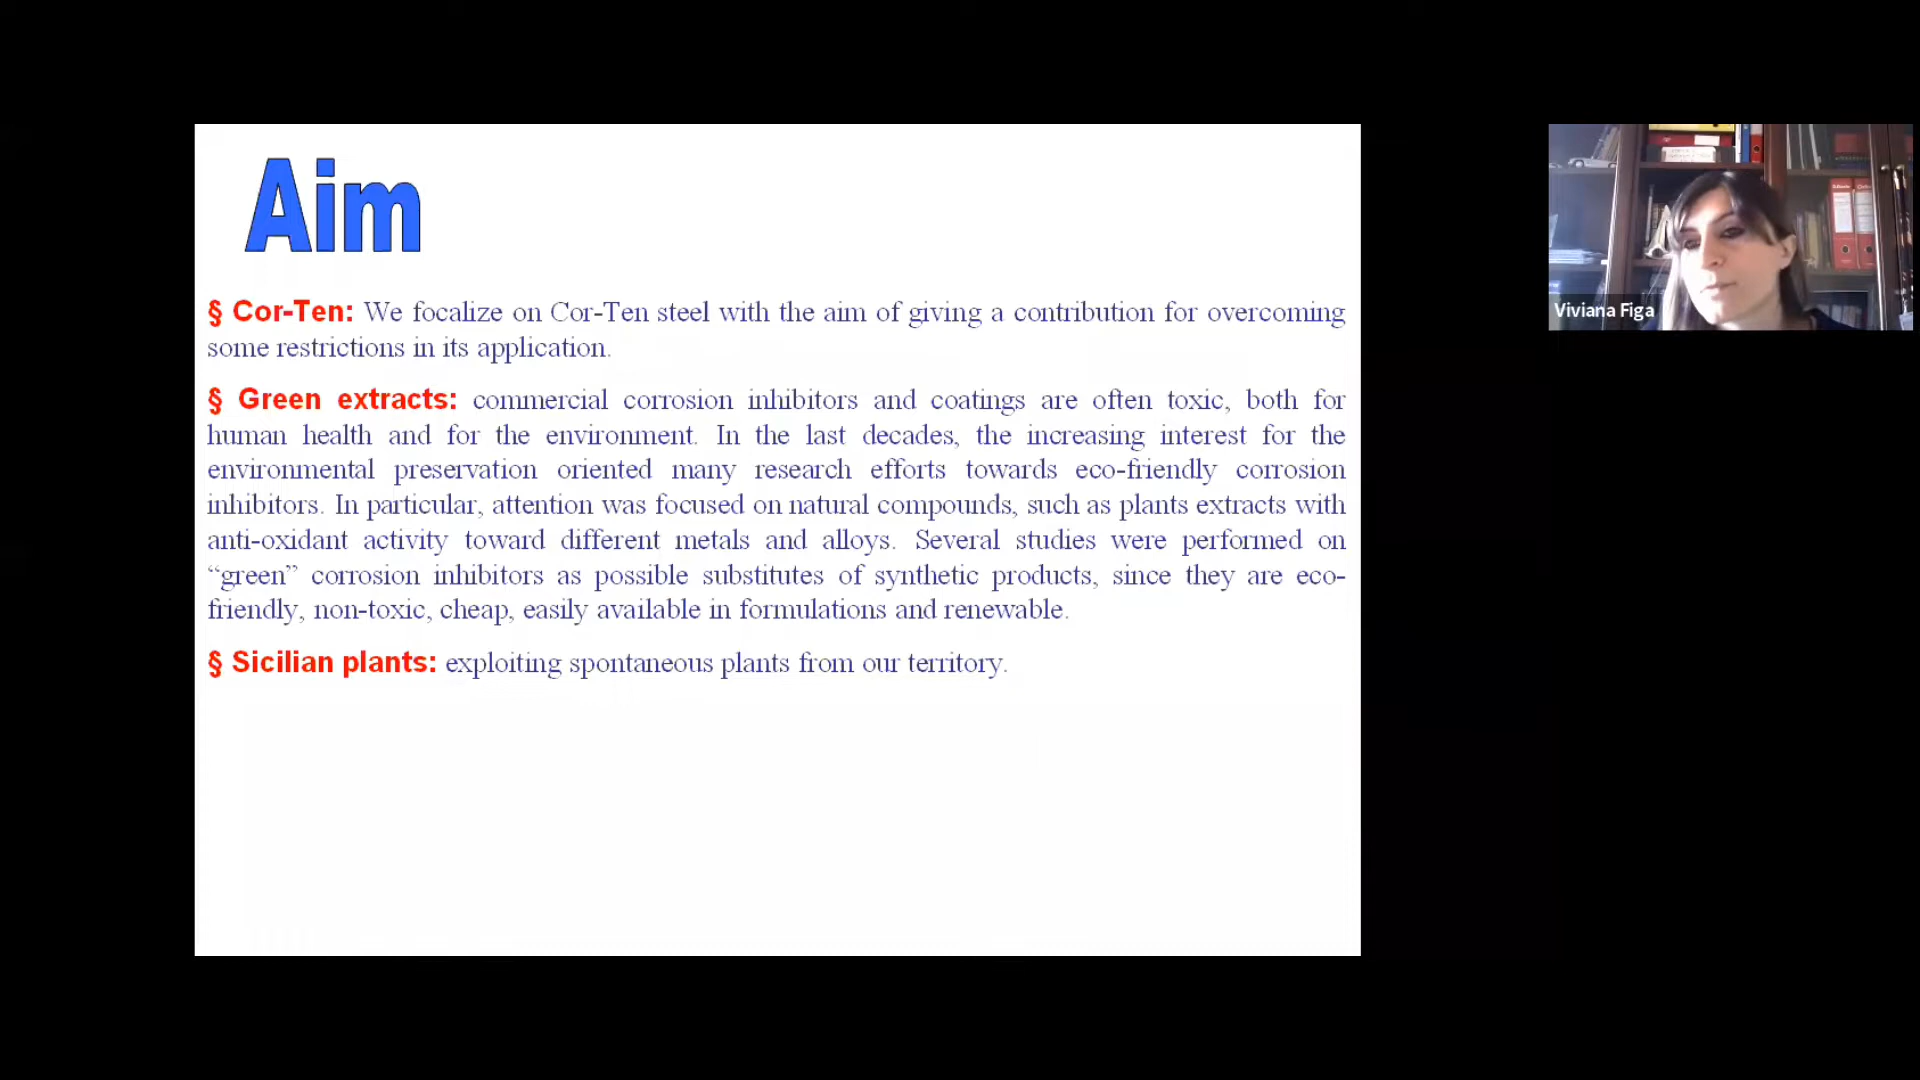 Aim
§ Cor-Ten: We focalize on Cor-Ten steel with the aim of giving a contribution for overcoming
some restrictions in its application.
§ Green extracts: commercial corrosion inhibitors and coatings are often toxic, both for
human health and for the environment. In the last decades, the increasing interest for the
environmental preservation oriented many research efforts towards eco-friendly corrosion
inhibitors. In particular, attention was focused on natural compounds, such as plants extracts with
anti-oxidant activity toward different metals and alloys. Several studies were performed on
“green” corrosion inhibitors as possible substitutes of synthetic products, since they are eco-
friendly, non-toxic, cheap, easily available in formulations and renewable.
§ Sicilian plants: exploiting spontaneous plants from our territory.
Viviana Figa